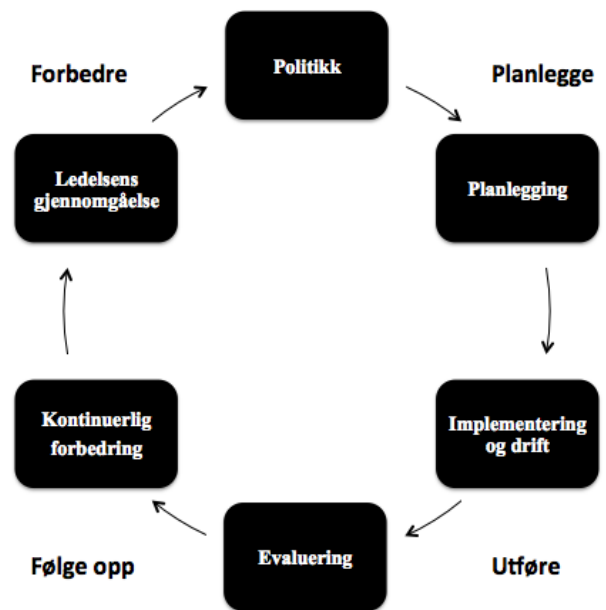 Forbedre
Politikk
Planlegge
Ledelsens
gjennomgåelse
Planlegging
Kontinuerlig
forbedring
Implementering
og drift
Følge opp
Evaluering
Utføre